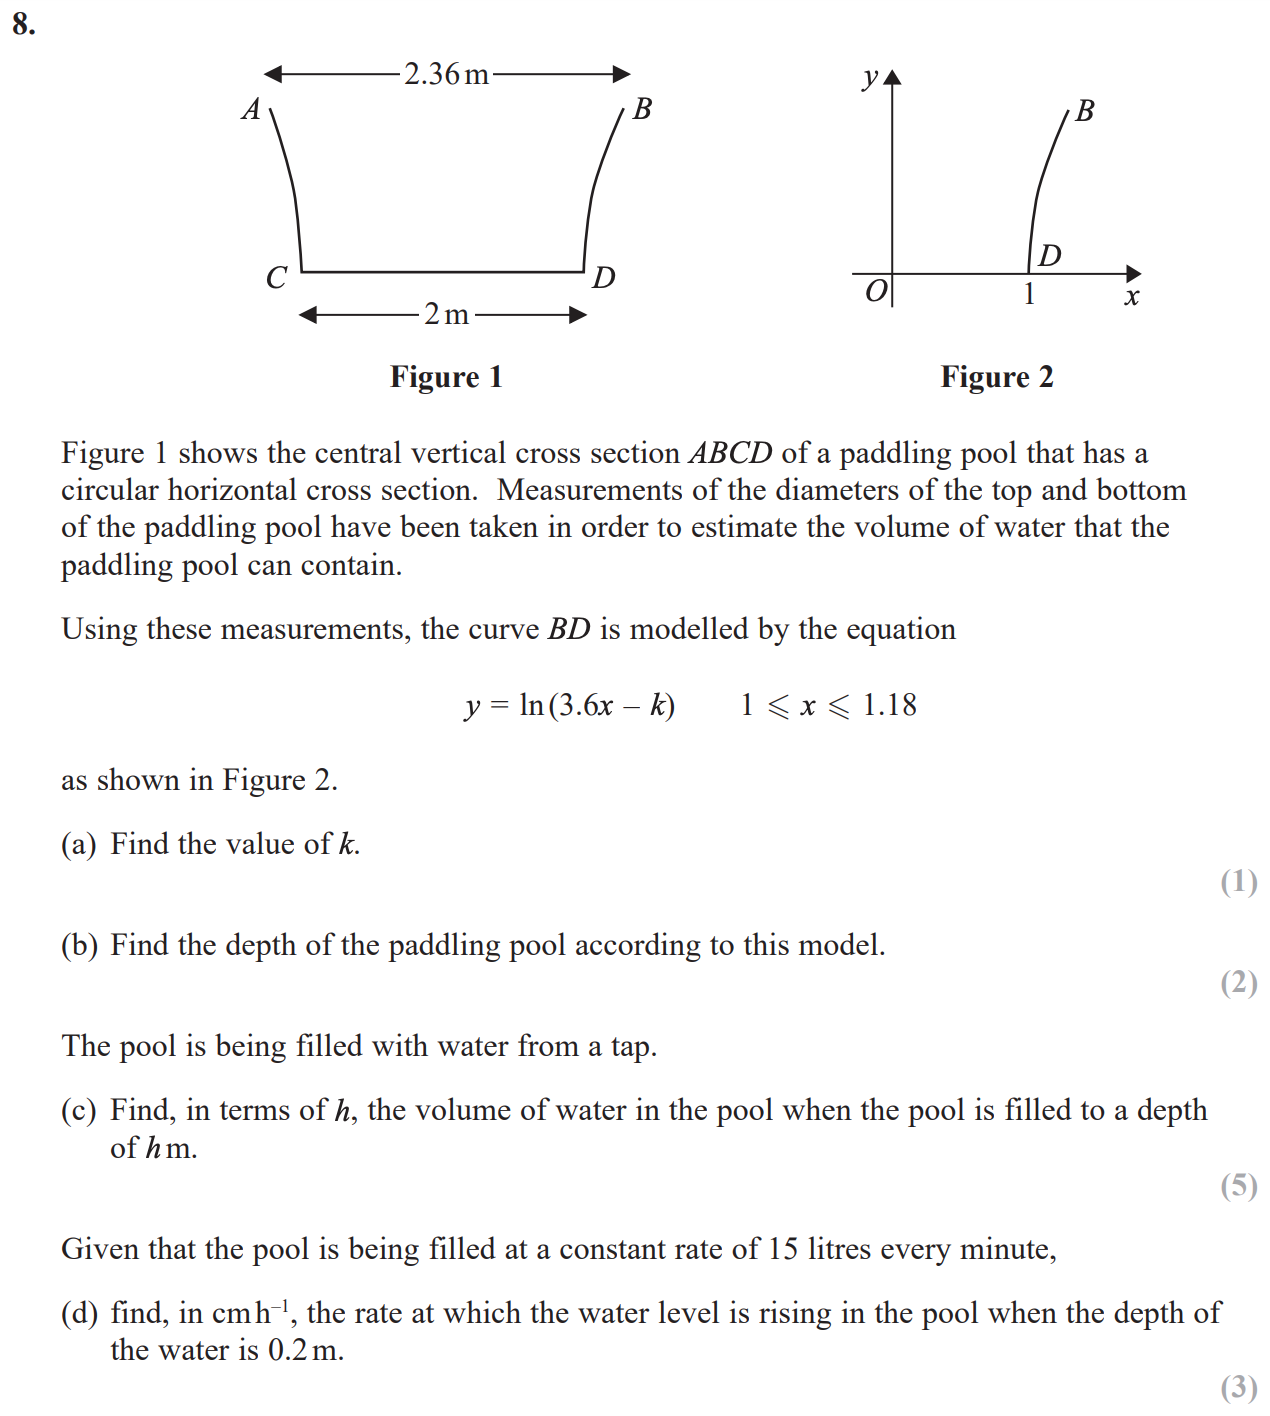 8.
2.36 m
A
B
C
D
2 m
Figure 1
y
B
D
O
1
x
Figure 2
Figure 1 shows the central vertical cross section ABCD of a paddling pool that has a
circular horizontal cross section. Measurements of the diameters of the top and bottom
of the paddling pool have been taken in order to estimate the volume of water that the
paddling pool can contain.
Using these measurements, the curve BD is modelled by the equation
y = ln(3.6x – k) 1 ⩽ x ⩽ 1.18
as shown in Figure 2.
(a) Find the value of k.
(1)
(b) Find the depth of the paddling pool according to this model.
(2)
The pool is being filled with water from a tap.
(c) Find, in terms of h, the volume of water in the pool when the pool is filled to a depth
of h m.
(5)
Given that the pool is being filled at a constant rate of 15 litres every minute,
(d) find, in cm h⁻¹, the rate at which the water level is rising in the pool when the depth of
the water is 0.2 m.
(3)